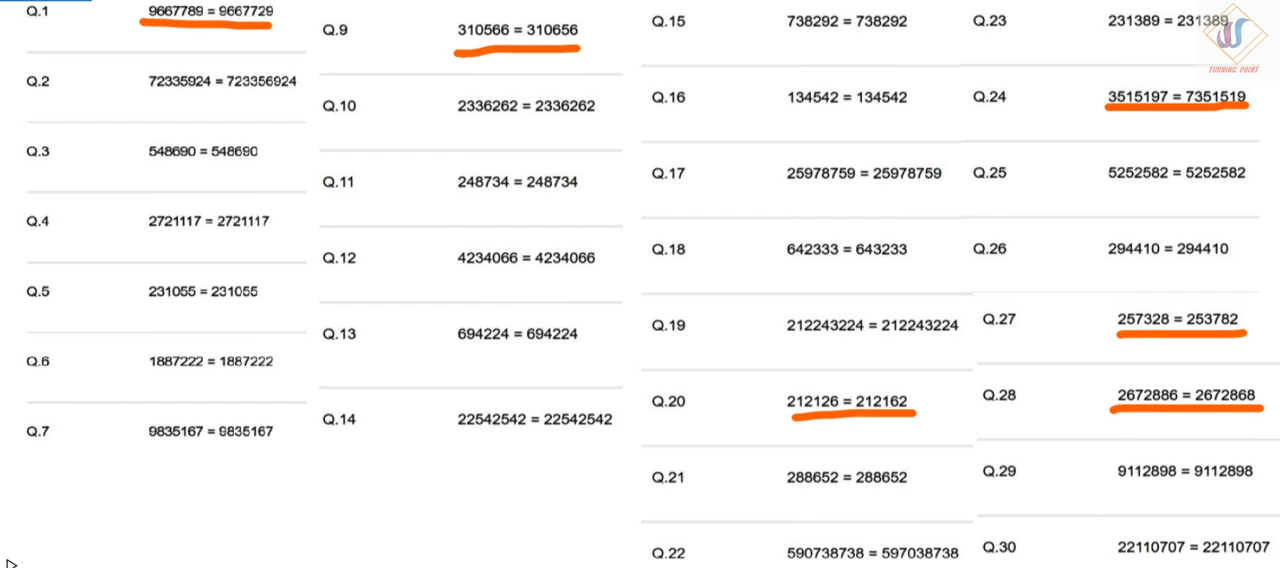 Q.1 9667789 = 9667729
Q.2 72335924 = 723356924
Q.3 548690 = 548690
Q.4 2721117 = 2721117
Q.5 231055 = 231055
Q.6 1887222 = 1887222
Q.7 9835167 = 9835167
Q.9 310566 = 310656
Q.10 2336262 = 2336262
Q.11 248734 = 248734
Q.12 4234066 = 4234066
Q.13 694224 = 694224
Q.14 22542542 = 22542542
Q.15 738292 = 738292
Q.16 134542 = 134542
Q.17 25978759 = 25978759
Q.18 642333 = 643233
Q.19 212243224 = 212243224
Q.20 212126 = 212162
Q.21 288652 = 288652
Q.22 590738738 = 597038738
Q.23 231389 = 231389
Q.24 3515197 = 7351519
Q.25 5252582 = 5252582
Q.26 294410 = 294410
Q.27 257328 = 253782
Q.28 2672886 = 2672868
Q.29 9112898 = 9112898
Q.30 22110707 = 22110707
TURNING POINT